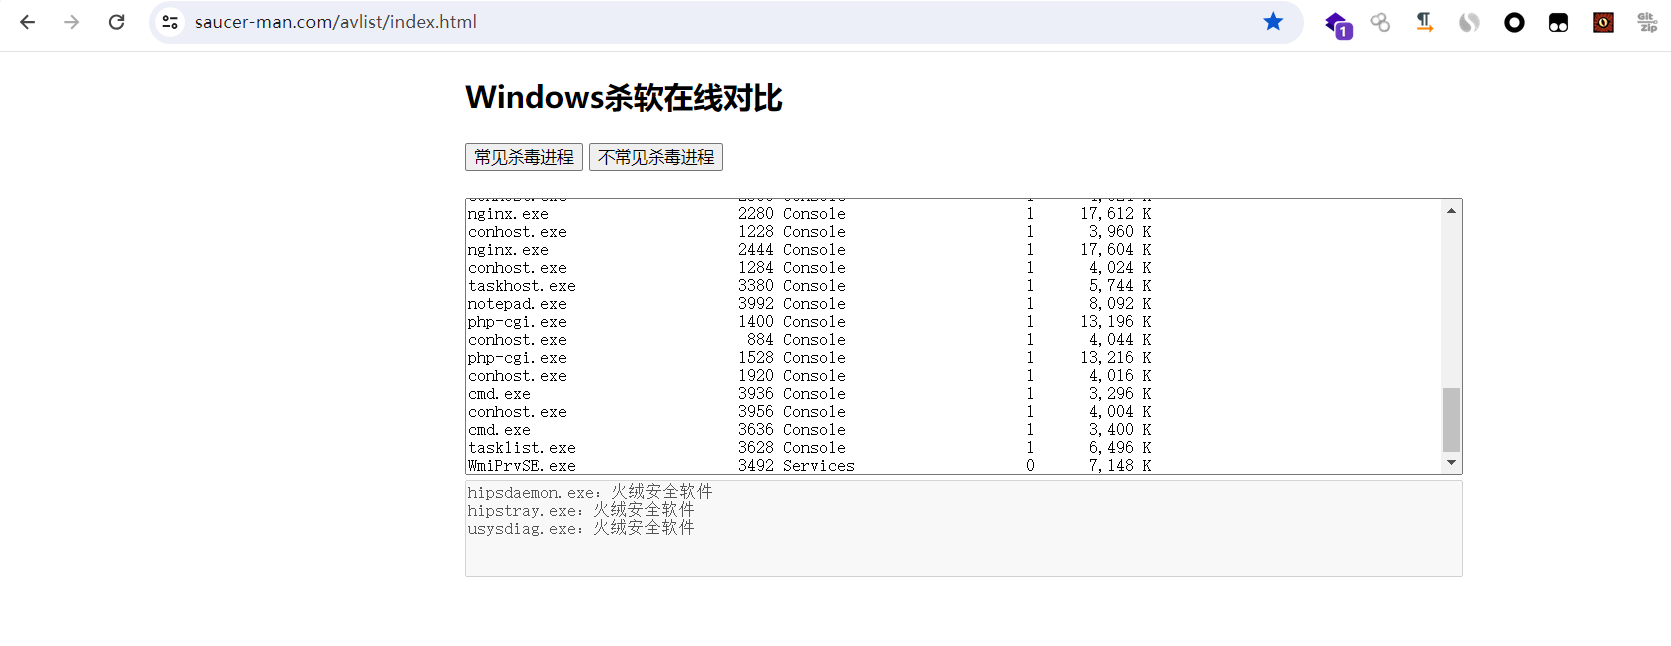 saucer-man.com/avlist/index.html
1
Git
Zip
Windows杀软在线对比
常见杀毒进程 不常见杀毒进程
nginx.exe 2280 Console 1 17,612 K
conhost.exe 1228 Console 1 3,960 K
nginx.exe 2444 Console 1 17,604 K
conhost.exe 1284 Console 1 4,024 K
taskhost.exe 3380 Console 1 5,744 K
notepad.exe 3992 Console 1 8,092 K
php-cgi.exe 1400 Console 1 13,196 K
conhost.exe 884 Console 1 4,044 K
php-cgi.exe 1528 Console 1 13,216 K
conhost.exe 1920 Console 1 4,016 K
cmd.exe 3936 Console 1 3,296 K
conhost.exe 3956 Console 1 4,004 K
cmd.exe 3636 Console 1 3,400 K
tasklist.exe 3628 Console 1 6,496 K
WmiPrvSE.exe 3492 Services 0 7,148 K
hipsdaemon.exe：火绒安全软件
hipstray.exe：火绒安全软件
usysdiag.exe：火绒安全软件